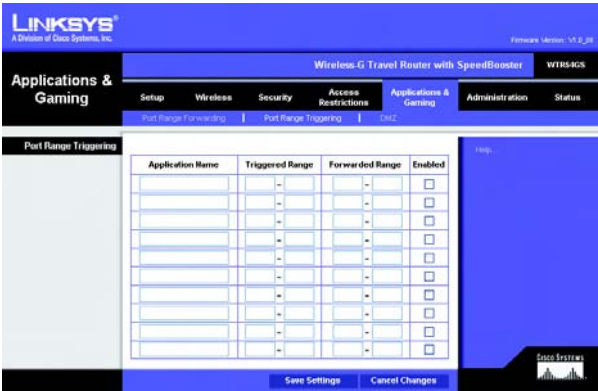 LINKSYS®
A Division of Cisco Systems, Inc.
Firmware Version: V1.0_08
Wireless-G Travel Router with SpeedBooster WTR54GS
Applications & Gaming
Setup Wireless Security Access Restrictions Applications & Gaming Administration Status
Port Range Forwarding | Port Range Triggering | DMZ
Port Range Triggering
Help...
Application Name Triggered Range Forwarded Range Enabled
- -
- -
- -
- -
- -
- -
- -
- -
- -
- -
Save Settings Cancel Changes
CISCO SYSTEMS